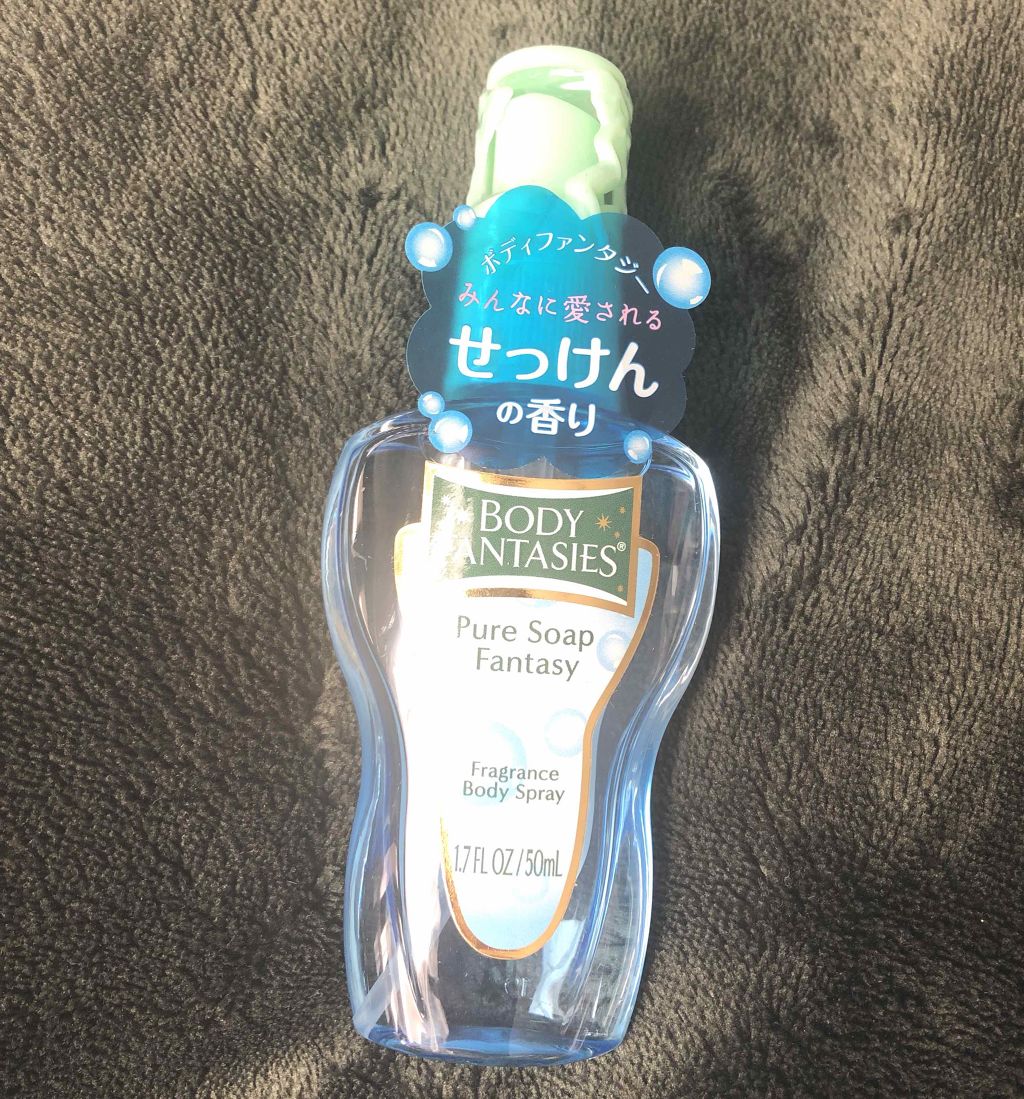 ボディファンタジー
みんなに愛される
せっけん
の香り
BODY
FANTASIES®
Pure Soap
Fantasy
Fragrance
Body Spray
1.7 FL OZ / 50mL